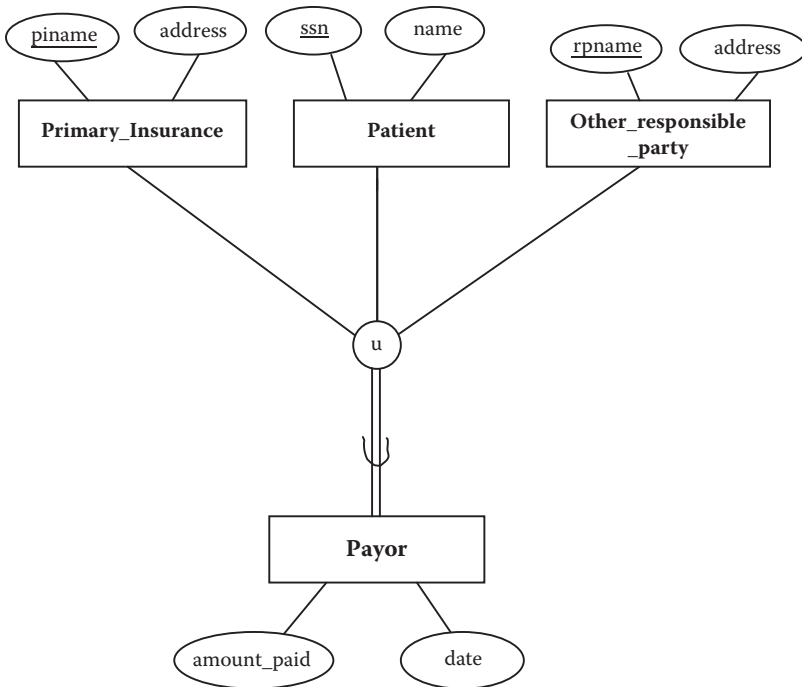 piname
address
ssn
name
rpname
address
Primary_Insurance
Patient
Other_responsible
_party
u
Payor
amount_paid
date